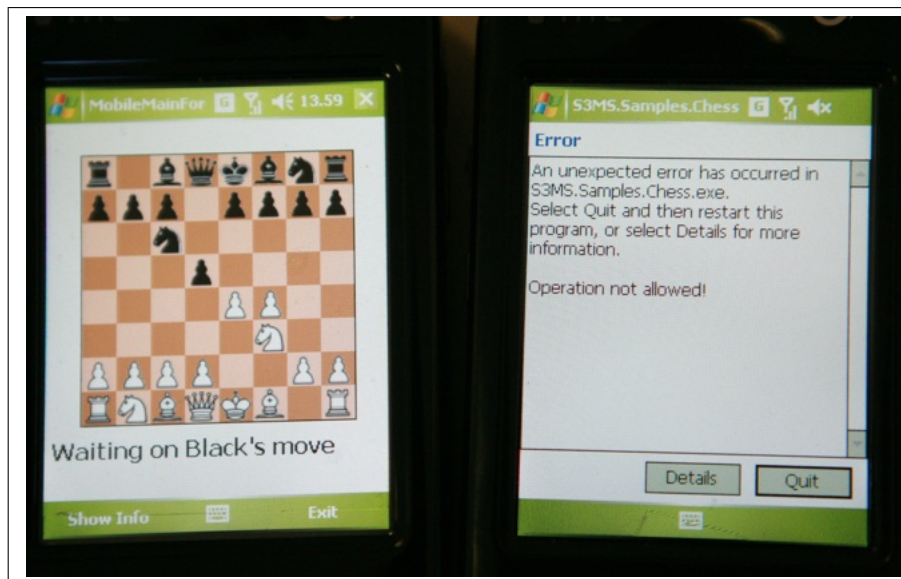 MobileMainFor G 13.59
Waiting on Black's move
Show Info Exit
S3MS.Samples.Chess G
Error
An unexpected error has occurred in
S3MS.Samples.Chess.exe.
Select Quit and then restart this
program, or select Details for more
information.
Operation not allowed!
Details Quit